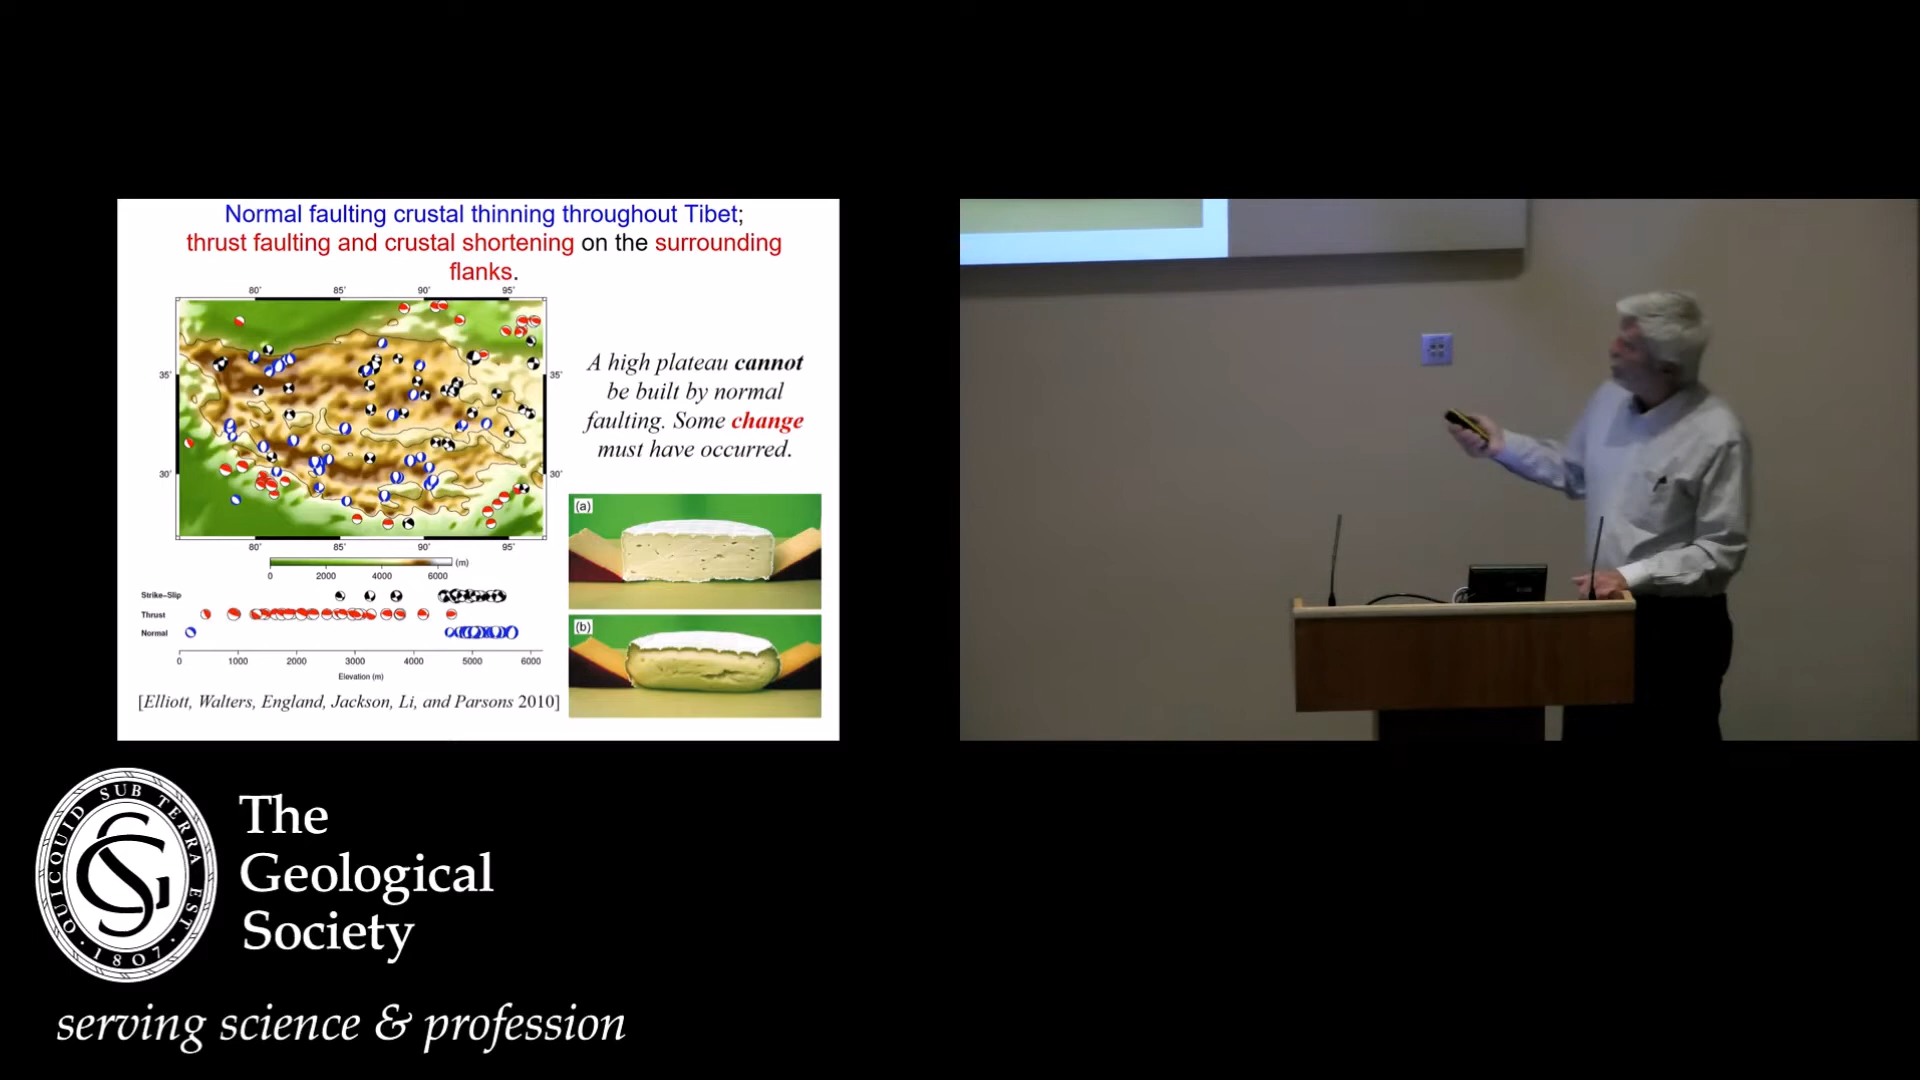 Normal faulting crustal thinning throughout Tibet;
thrust faulting and crustal shortening on the surrounding
flanks.
80° 85° 90° 95°
35° 35°
30° 30°
80° 85° 90° 95°
(m)
0 2000 4000 6000
Strike–Slip
Thrust
Normal
0 1000 2000 3000 4000 5000 6000
Elevation (m)
[Elliott, Walters, England, Jackson, Li, and Parsons 2010]
A high plateau cannot
be built by normal
faulting. Some change
must have occurred.
(a)
(b)
QUICQUID SUB TERRA EST
· 1807 ·
GS
The
Geological
Society
serving science & profession